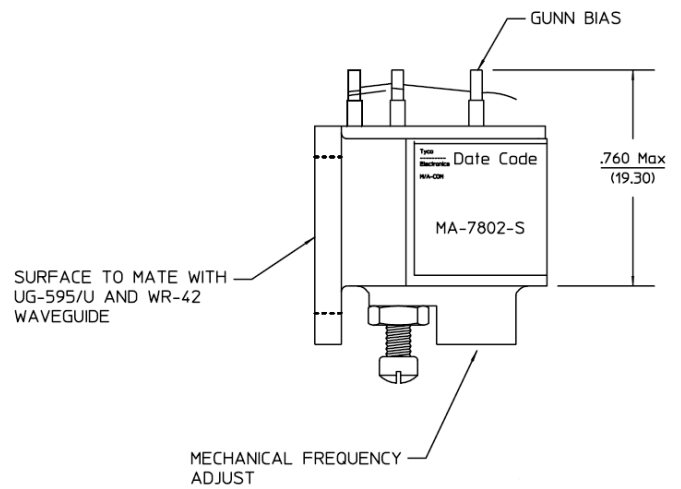 GUNN BIAS
Tyco
Electronics
M/A-COM
Date Code
.760 Max
(19.30)
MA-7802-S
SURFACE TO MATE WITH
UG-595/U AND WR-42
WAVEGUIDE
MECHANICAL FREQUENCY
ADJUST